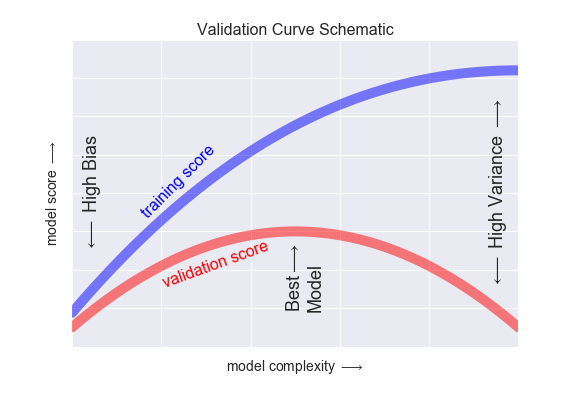 Validation Curve Schematic
model score ⟶
⟵ High Bias
training score
validation score
Best ⟶
Model
⟵ High Variance ⟶
model complexity ⟶